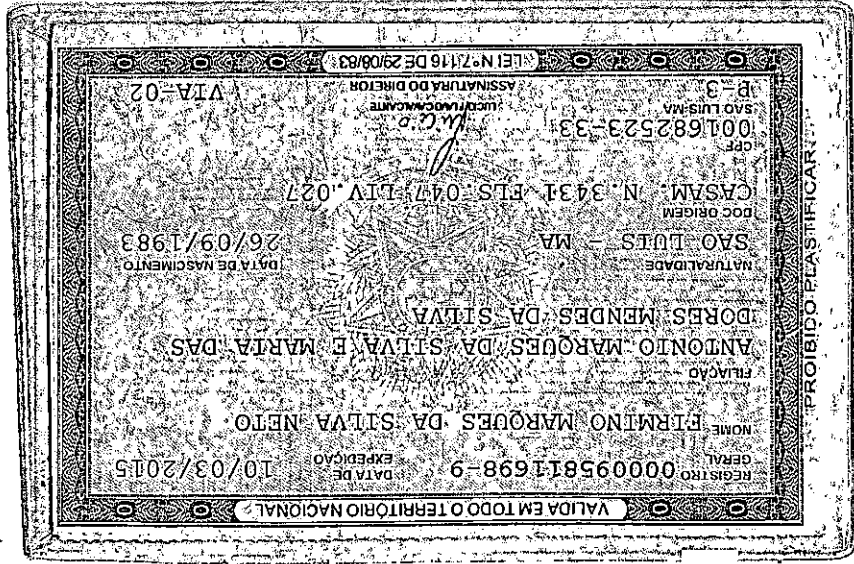 VALIDA EM TODO O TERRITÓRIO NACIONAL
REGISTRO GERAL 000095811698-9 DATA DE EXPEDIÇÃO 10/03/2015
NOME FIRMINO MARQUES DA SILVA NETO
FILIAÇÃO
ANTONIO MARQUES DA SILVA E MARIA DAS
DORES MENDES DA SILVA
NATURALIDADE DATA DE NASCIMENTO
SAO LUIS - MA 26/09/1983
DOC ORIGEM
CASAM. N.3431 FLS.047 LIV.027
CPF
001682523-33
SAO LUIS-MA
P-3 VIA-02
ASSINATURA DO DIRETOR
LEI Nº 7.116 DE 29/08/83
PROIBIDO PLASTIFICAR